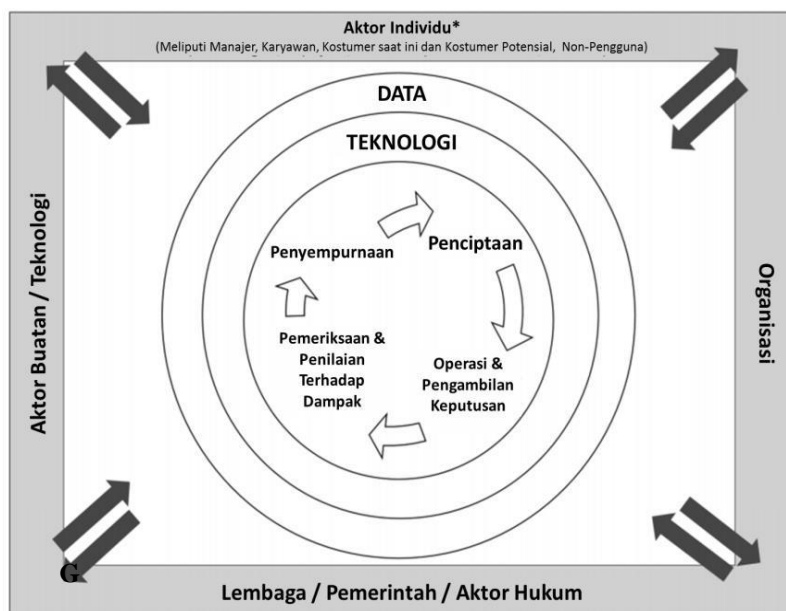 Aktor Individu*
(Meliputi Manajer, Karyawan, Kostumer saat ini dan Kostumer Potensial, Non-Pengguna)
DATA
TEKNOLOGI
Penyempurnaan
Penciptaan
Pemeriksaan &
Penilaian
Terhadap
Dampak
Operasi &
Pengambilan
Keputusan
Aktor Buatan / Teknologi
Organisasi
G
Lembaga / Pemerintah / Aktor Hukum